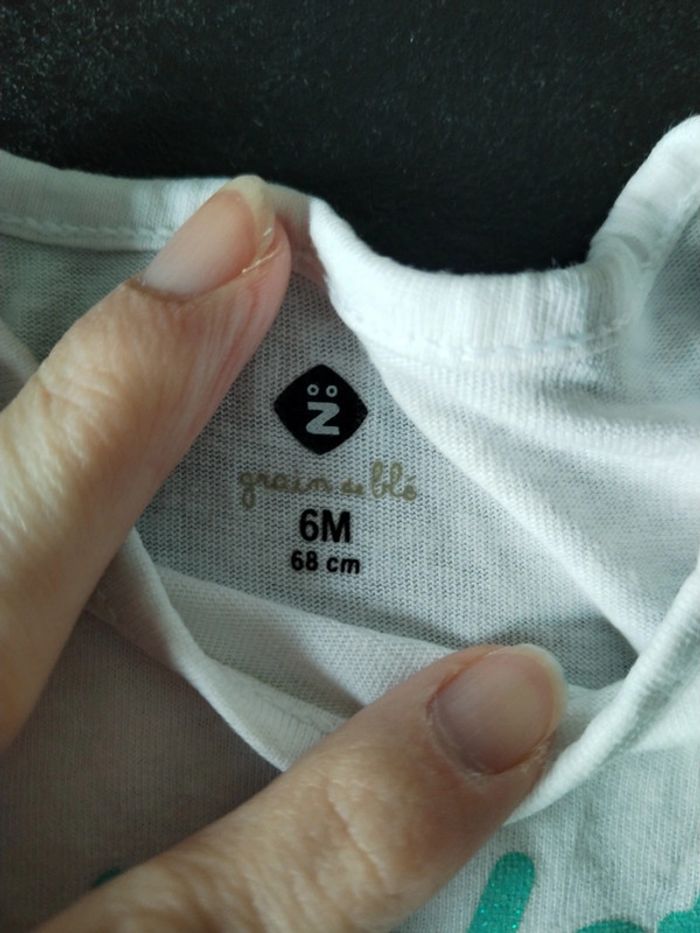 z
grain de blé
6M
68 cm